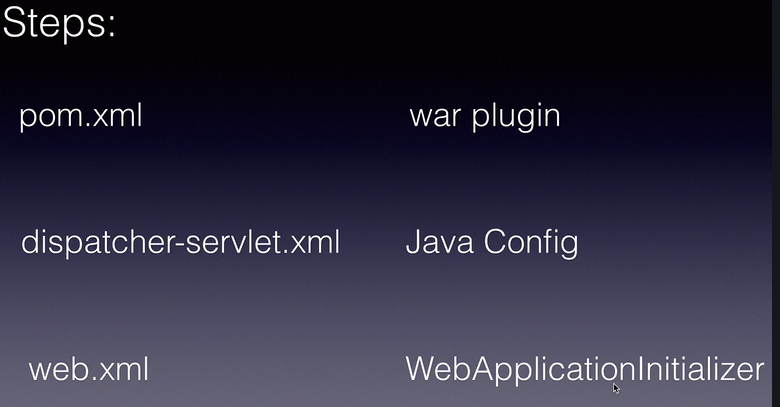 Steps:
pom.xml war plugin
dispatcher-servlet.xml Java Config
web.xml WebApplicationInitializer